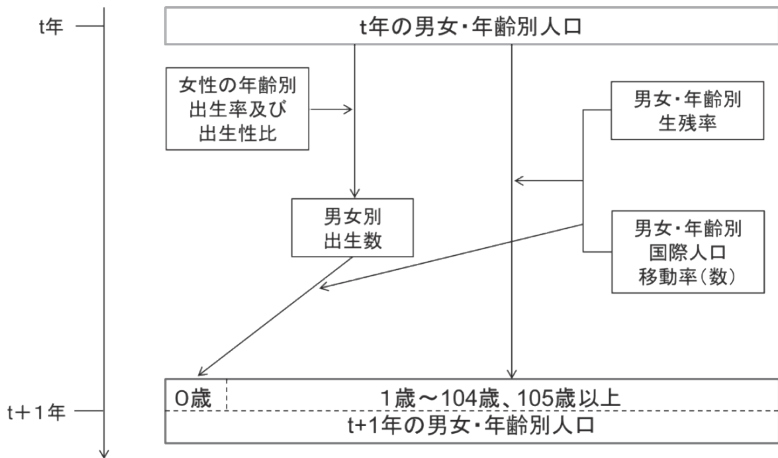 t年
t年の男女・年齢別人口
女性の年齢別
出生率及び
出生性比
男女・年齢別
生残率
男女別
出生数
男女・年齢別
国際人口
移動率(数)
t＋1年
0歳
1歳～104歳、105歳以上
t+1年の男女・年齢別人口